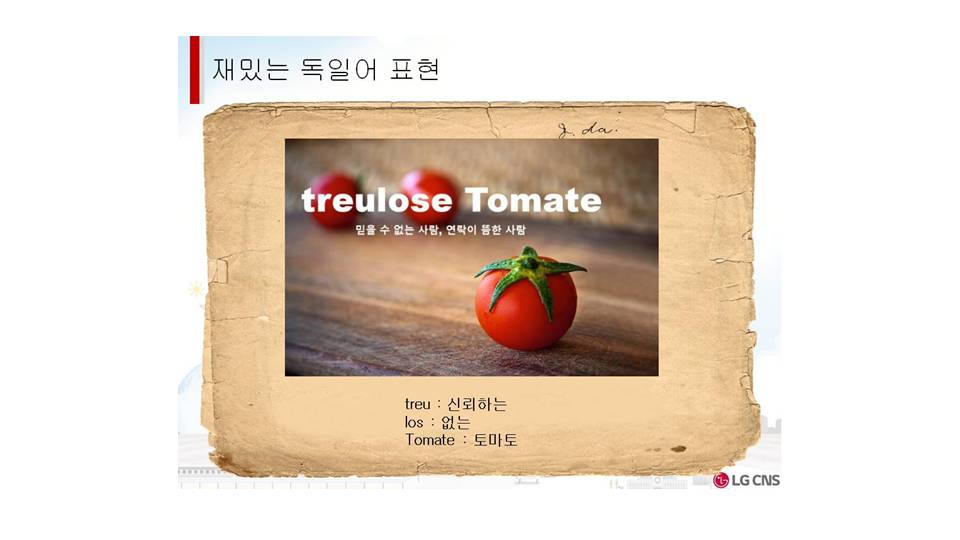 재밌는 독일어 표현
treulose Tomate
믿을 수 없는 사람, 연락이 뜸한 사람
treu : 신뢰하는
los : 없는
Tomate : 토마토
LG CNS